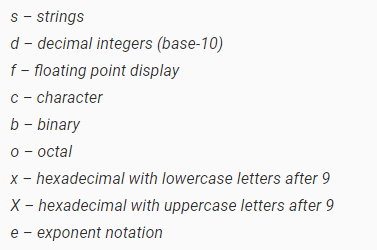 s – strings
d – decimal integers (base-10)
f – floating point display
c – character
b – binary
o – octal
x – hexadecimal with lowercase letters after 9
X – hexadecimal with uppercase letters after 9
e – exponent notation